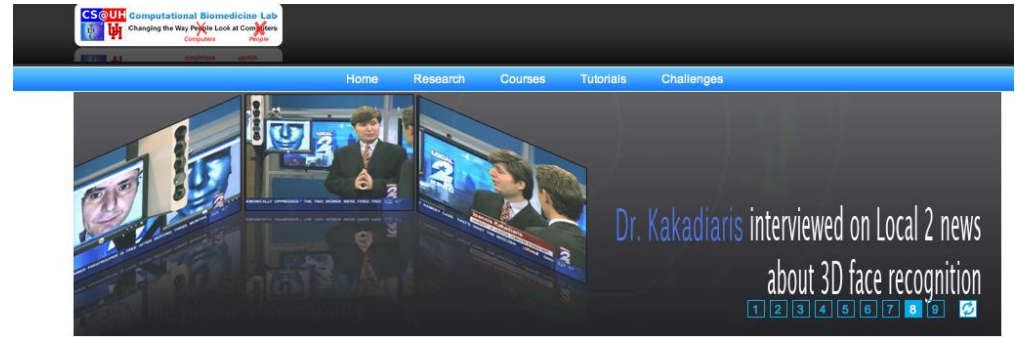 CS@UH Computational Biomedicine Lab
Changing the Way People Look at Computers
Computers People
Home Research Courses Tutorials Challenges
LOCAL 2
Dr. Kakadiaris interviewed on Local 2 news
about 3D face recognition
1 2 3 4 5 6 7 8 9